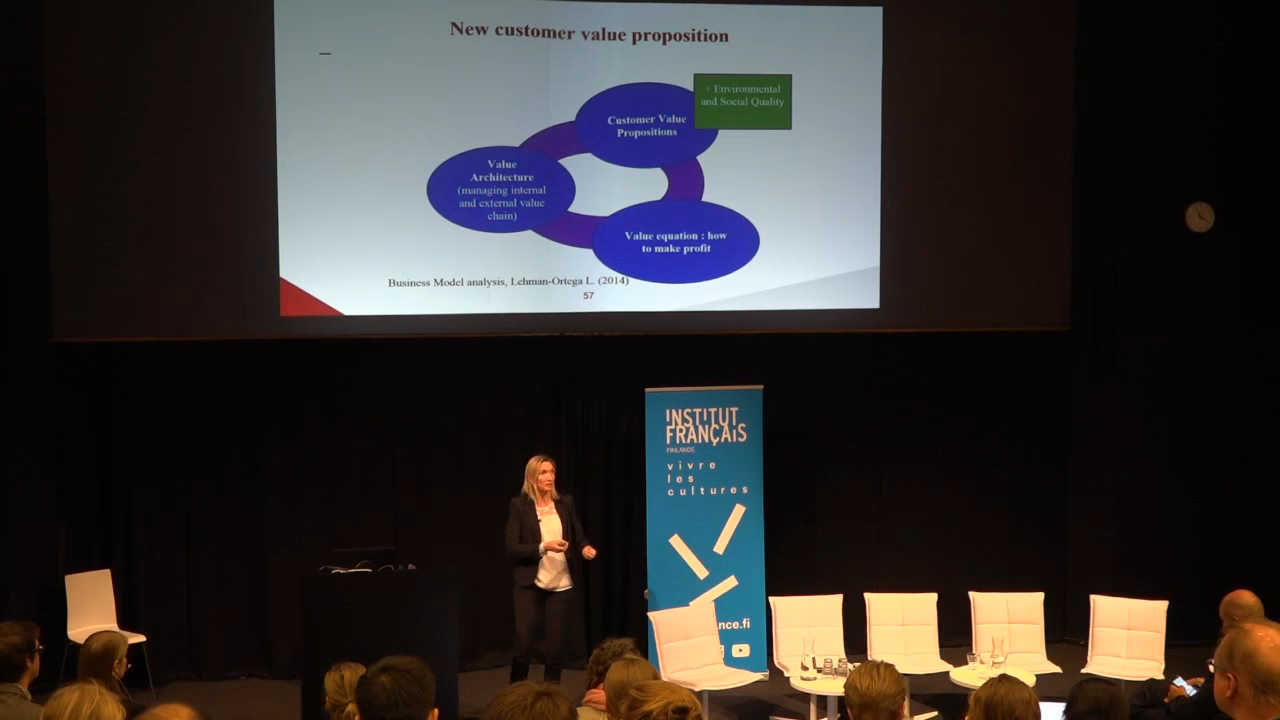 New customer value proposition
+ Environmental
and Social Quality
Customer Value
Propositions
Value
Architecture
(managing internal
and external value
chain)
Value equation : how
to make profit
Business Model analysis, Lehman-Ortega L. (2014)
57
INSTITUT
FRANÇAIS
FINLANDE
vivre
les
cultures
nce.fi